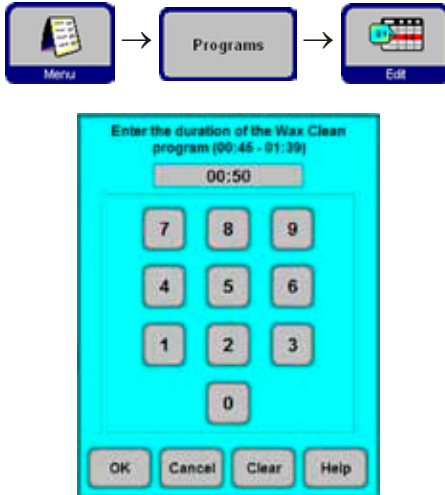 Menu → Programs → Edit
Enter the duration of the Wax Clean
program (00:45 - 01:39)
00:50
7 8 9
4 5 6
1 2 3
0
OK Cancel Clear Help